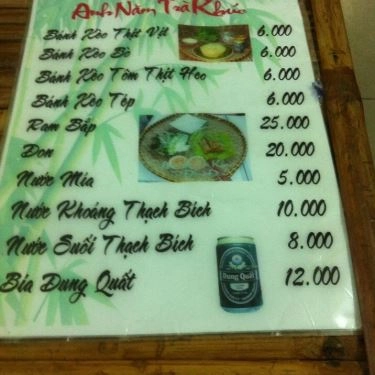 Anh Năm Trà Khúc
Bánh Xèo Thịt Vịt 6.000
Bánh Xèo Bò 6.000
Bánh Xèo Tôm Thịt Heo 6.000
Bánh Xèo Tép 6.000
Ram Bắp 25.000
Don 20.000
Nước Mía 5.000
Nước Khoáng Thạch Bích 10.000
Nước Suối Thạch Bích 8.000
Bia Dung Quất 12.000
Dung Quất